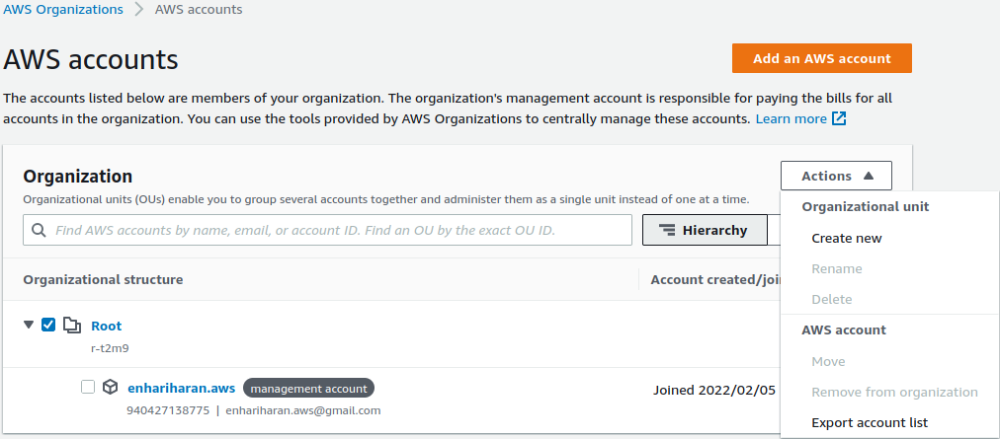 AWS Organizations > AWS accounts
AWS accounts
Add an AWS account
The accounts listed below are members of your organization. The organization's management account is responsible for paying the bills for all
accounts in the organization. You can use the tools provided by AWS Organizations to centrally manage these accounts. Learn more
Organization
Actions
Organizational units (OUs) enable you to group several accounts together and administer them as a single unit instead of one at a time.
Find AWS accounts by name, email, or account ID. Find an OU by the exact OU ID.
Hierarchy
Organizational structure
Account created/joi
Root
r-t2m9
enhariharan.aws management account
Joined 2022/02/05
940427138775 | enhariharan.aws@gmail.com
Organizational unit
Create new
Rename
Delete
AWS account
Move
Remove from organization
Export account list